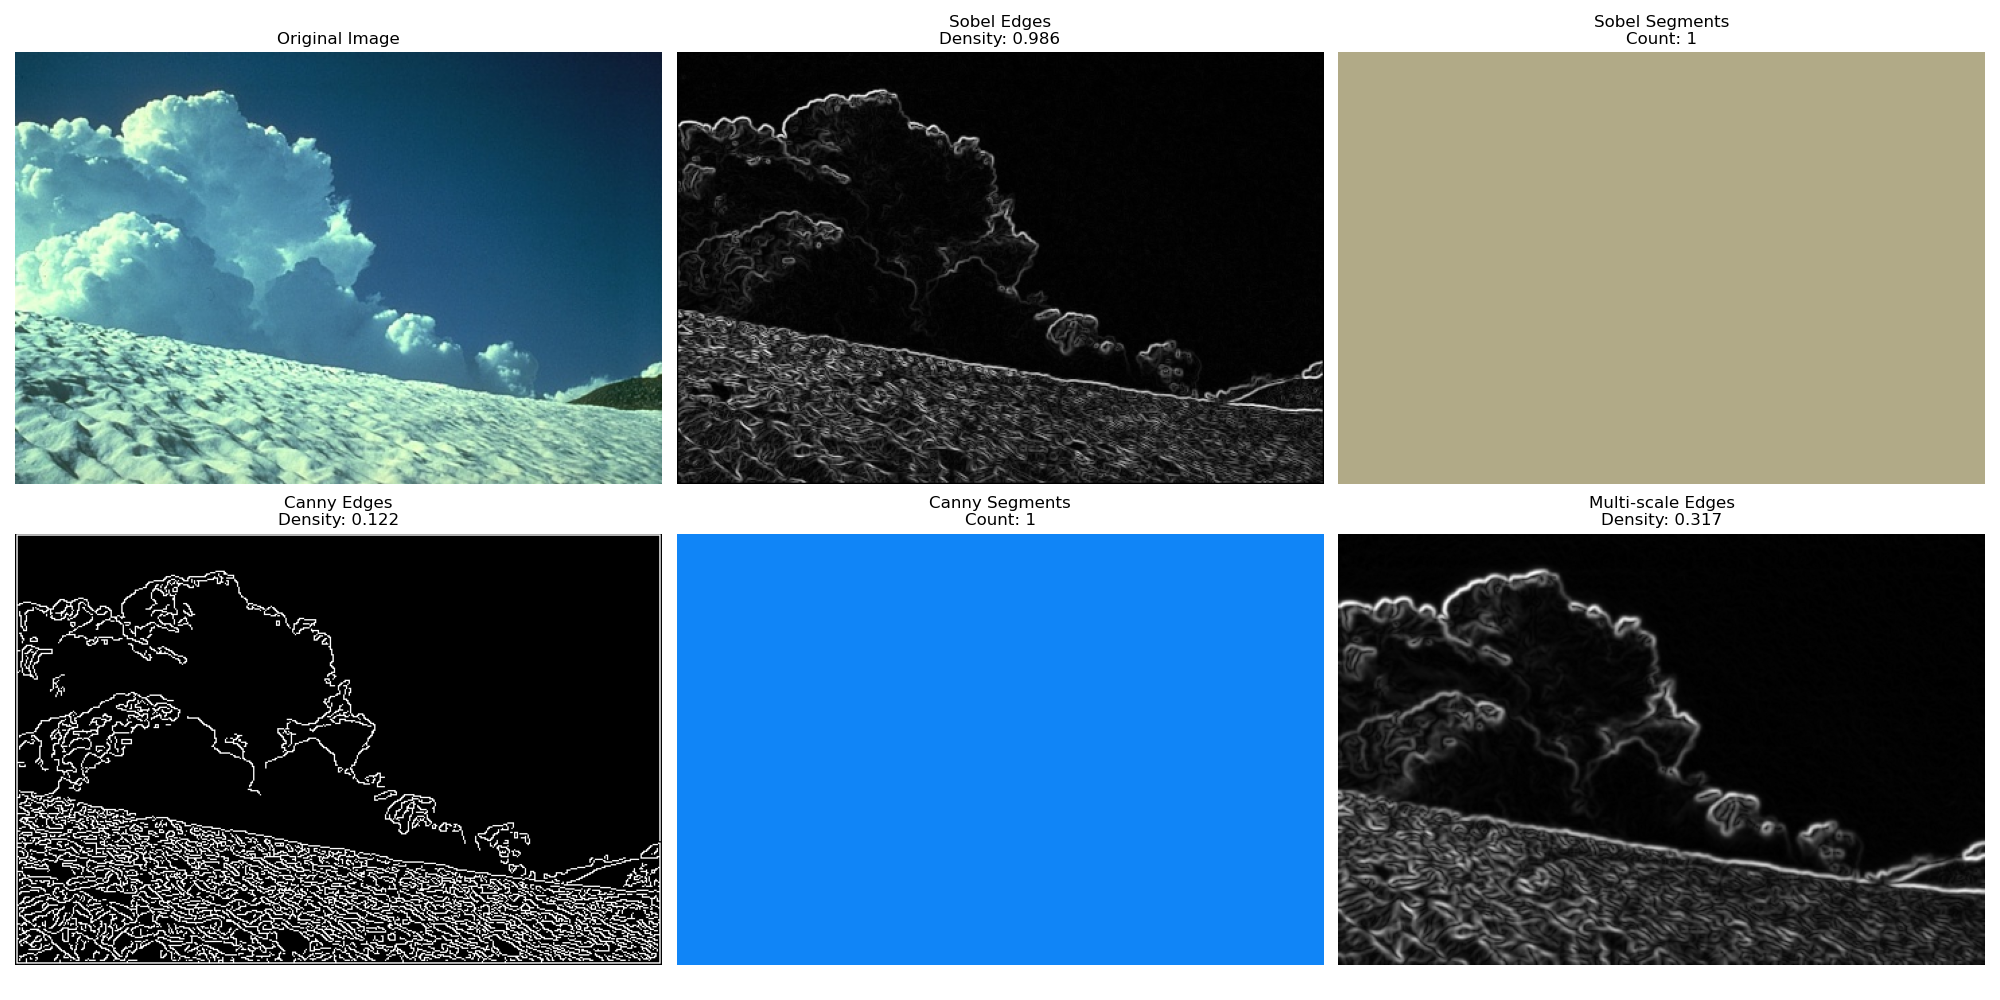 Original Image
Sobel Edges
Density: 0.986
Sobel Segments
Count: 1
Canny Edges
Density: 0.122
Canny Segments
Count: 1
Multi-scale Edges
Density: 0.317